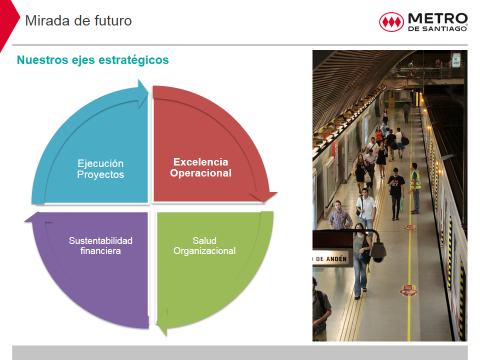 Mirada de futuro
METRO
DE SANTIAGO
Nuestros ejes estratégicos
Ejecución
Proyectos
Excelencia
Operacional
Sustentabilidad
financiera
Salud
Organizacional
DE ANDÉN